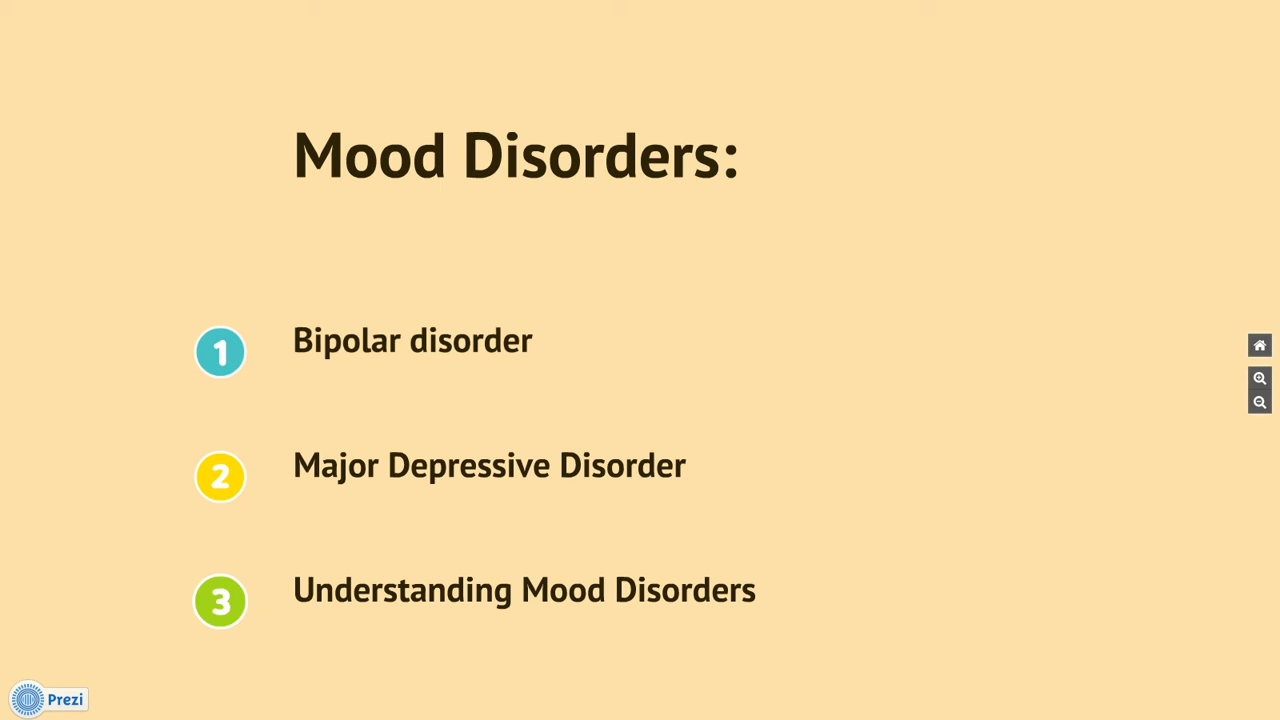 Mood Disorders:
1 Bipolar disorder
2 Major Depressive Disorder
3 Understanding Mood Disorders
Prezi